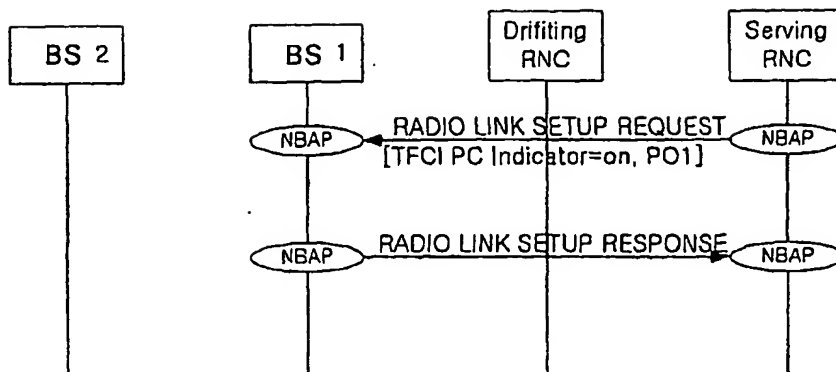 BS 2
BS 1
Drifiting
RNC
Serving
RNC
NBAP
RADIO LINK SETUP REQUEST
[TFCI PC Indicator=on, PO1]
NBAP
NBAP
RADIO LINK SETUP RESPONSE
NBAP